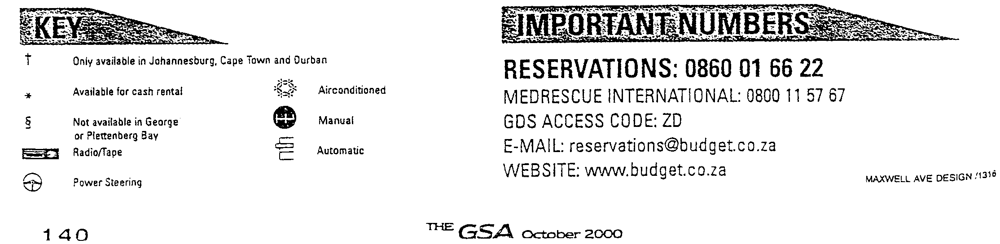 KEY
† Only available in Johannesburg, Cape Town and Durban
* Available for cash rental
§ Not available in George
or Plettenberg Bay
Radio/Tape
Power Steering
Airconditioned
Manual
Automatic
IMPORTANT NUMBERS
RESERVATIONS: 0860 01 66 22
MEDRESCUE INTERNATIONAL: 0800 11 57 67
GDS ACCESS CODE: ZD
E-MAIL: reservations@budget.co.za
WEBSITE: www.budget.co.za
MAXWELL AVE DESIGN /1316
140
THE GSA October 2000